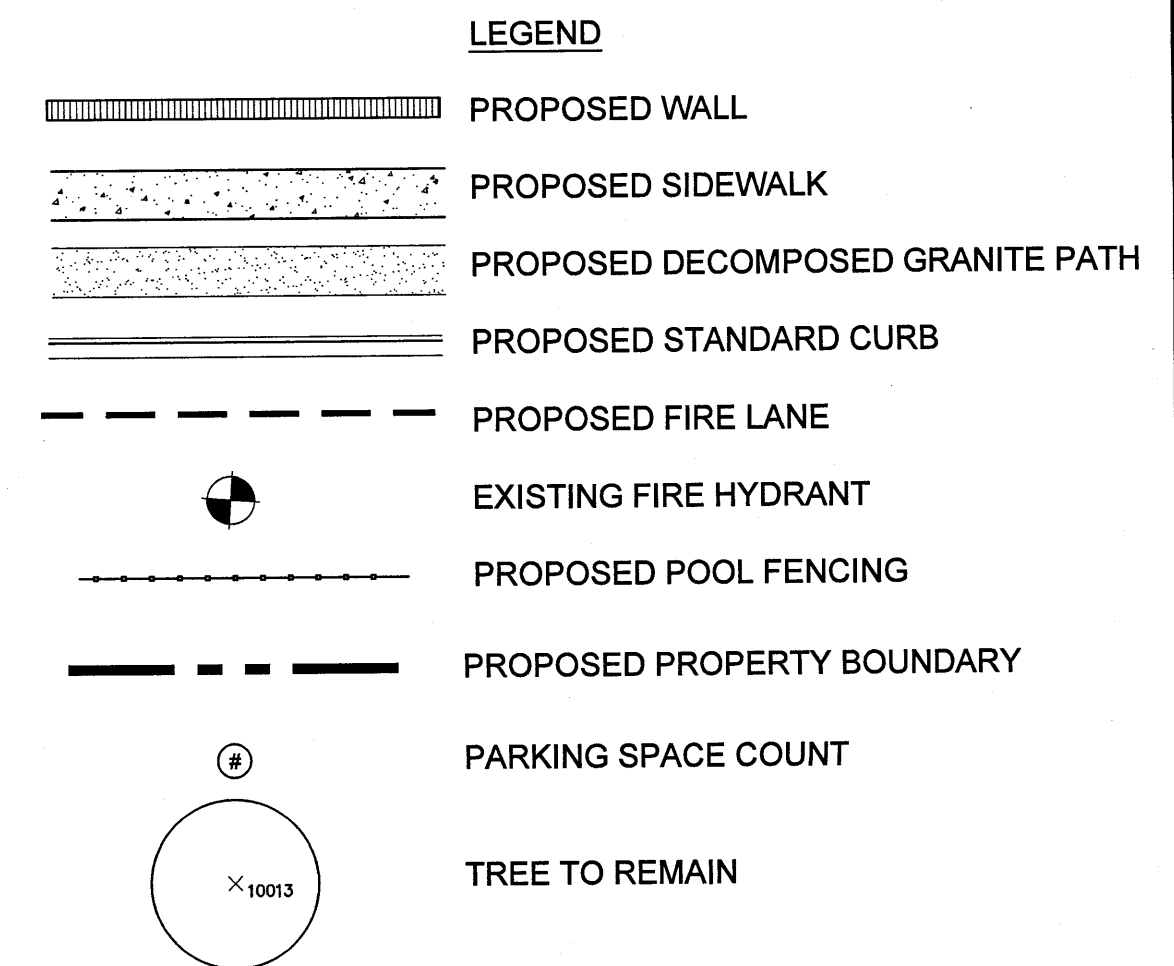 LEGEND
PROPOSED WALL
PROPOSED SIDEWALK
PROPOSED DECOMPOSED GRANITE PATH
PROPOSED STANDARD CURB
PROPOSED FIRE LANE
EXISTING FIRE HYDRANT
PROPOSED POOL FENCING
PROPOSED PROPERTY BOUNDARY
# PARKING SPACE COUNT
10013 TREE TO REMAIN